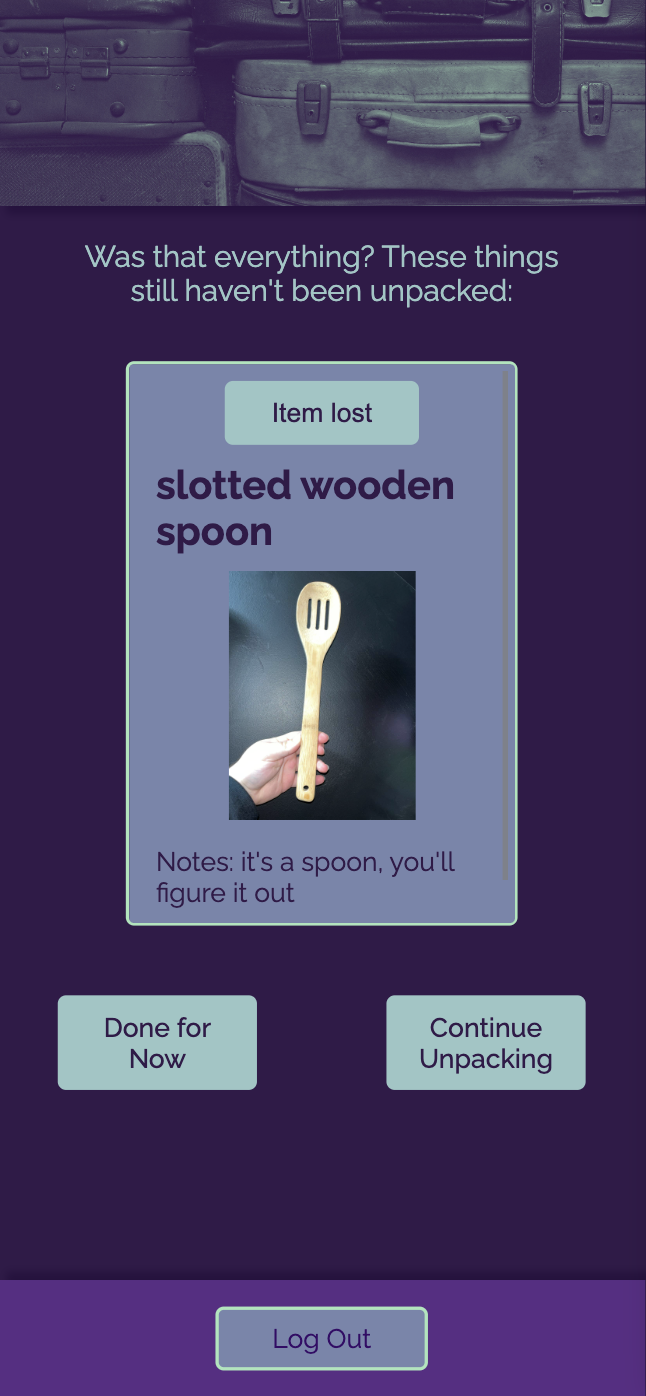 Was that everything? These things
still haven't been unpacked:
Item lost
slotted wooden
spoon
Notes: it's a spoon, you'll
figure it out
Done for
Now
Continue
Unpacking
Log Out